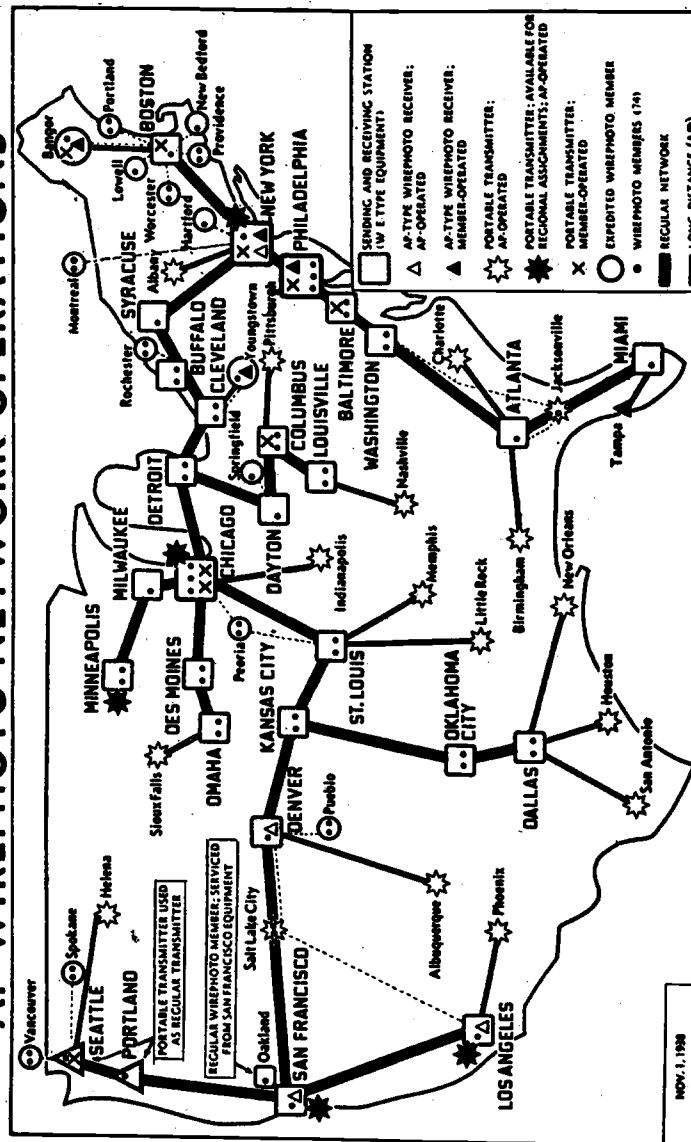 AP WIREPHOTO NETWORK OPERATIONS
Vancouver
Spokane
SEATTLE
Helena
PORTLAND
PORTABLE TRANSMITTER USED
AS REGULAR TRANSMITTER
REGULAR WIREPHOTO MEMBER; SERVICED
FROM SAN FRANCISCO EQUIPMENT
Oakland
SAN FRANCISCO
Salt Lake City
LOS ANGELES
Phoenix
Albuquerque
DENVER
Pueblo
Sioux Falls
OMAHA
DES MOINES
MINNEAPOLIS
MILWAUKEE
CHICAGO
Peoria
KANSAS CITY
ST. LOUIS
OKLAHOMA
CITY
DALLAS
San Antonio
Houston
New Orleans
Little Rock
Memphis
Indianapolis
DETROIT
DAYTON
Springfield
COLUMBUS
LOUISVILLE
Nashville
Birmingham
ATLANTA
Charlotte
Jacksonville
Tampa
MIAMI
WASHINGTON
BALTIMORE
PHILADELPHIA
Pittsburgh
Youngstown
CLEVELAND
BUFFALO
Rochester
SYRACUSE
Montreal
Albany
NEW YORK
Hartford
Worcester
Lowell
Bangor
Portland
BOSTON
New Bedford
Providence
SENDING AND RECEIVING STATION
(W E.TYPE EQUIPMENT)
AP-TYPE WIREPHOTO RECEIVER;
AP-OPERATED
AP-TYPE WIREPHOTO RECEIVER;
MEMBER-OPERATED
PORTABLE TRANSMITTER;
AP-OPERATED
PORTABLE TRANSMITTER; AVAILABLE FOR
REGIONAL ASSIGNMENTS; AP-OPERATED
PORTABLE TRANSMITTER;
MEMBER-OPERATED
EXPEDITED WIREPHOTO MEMBER
WIREPHOTO MEMBERS (74)
REGULAR NETWORK
NOV. 1, 1938